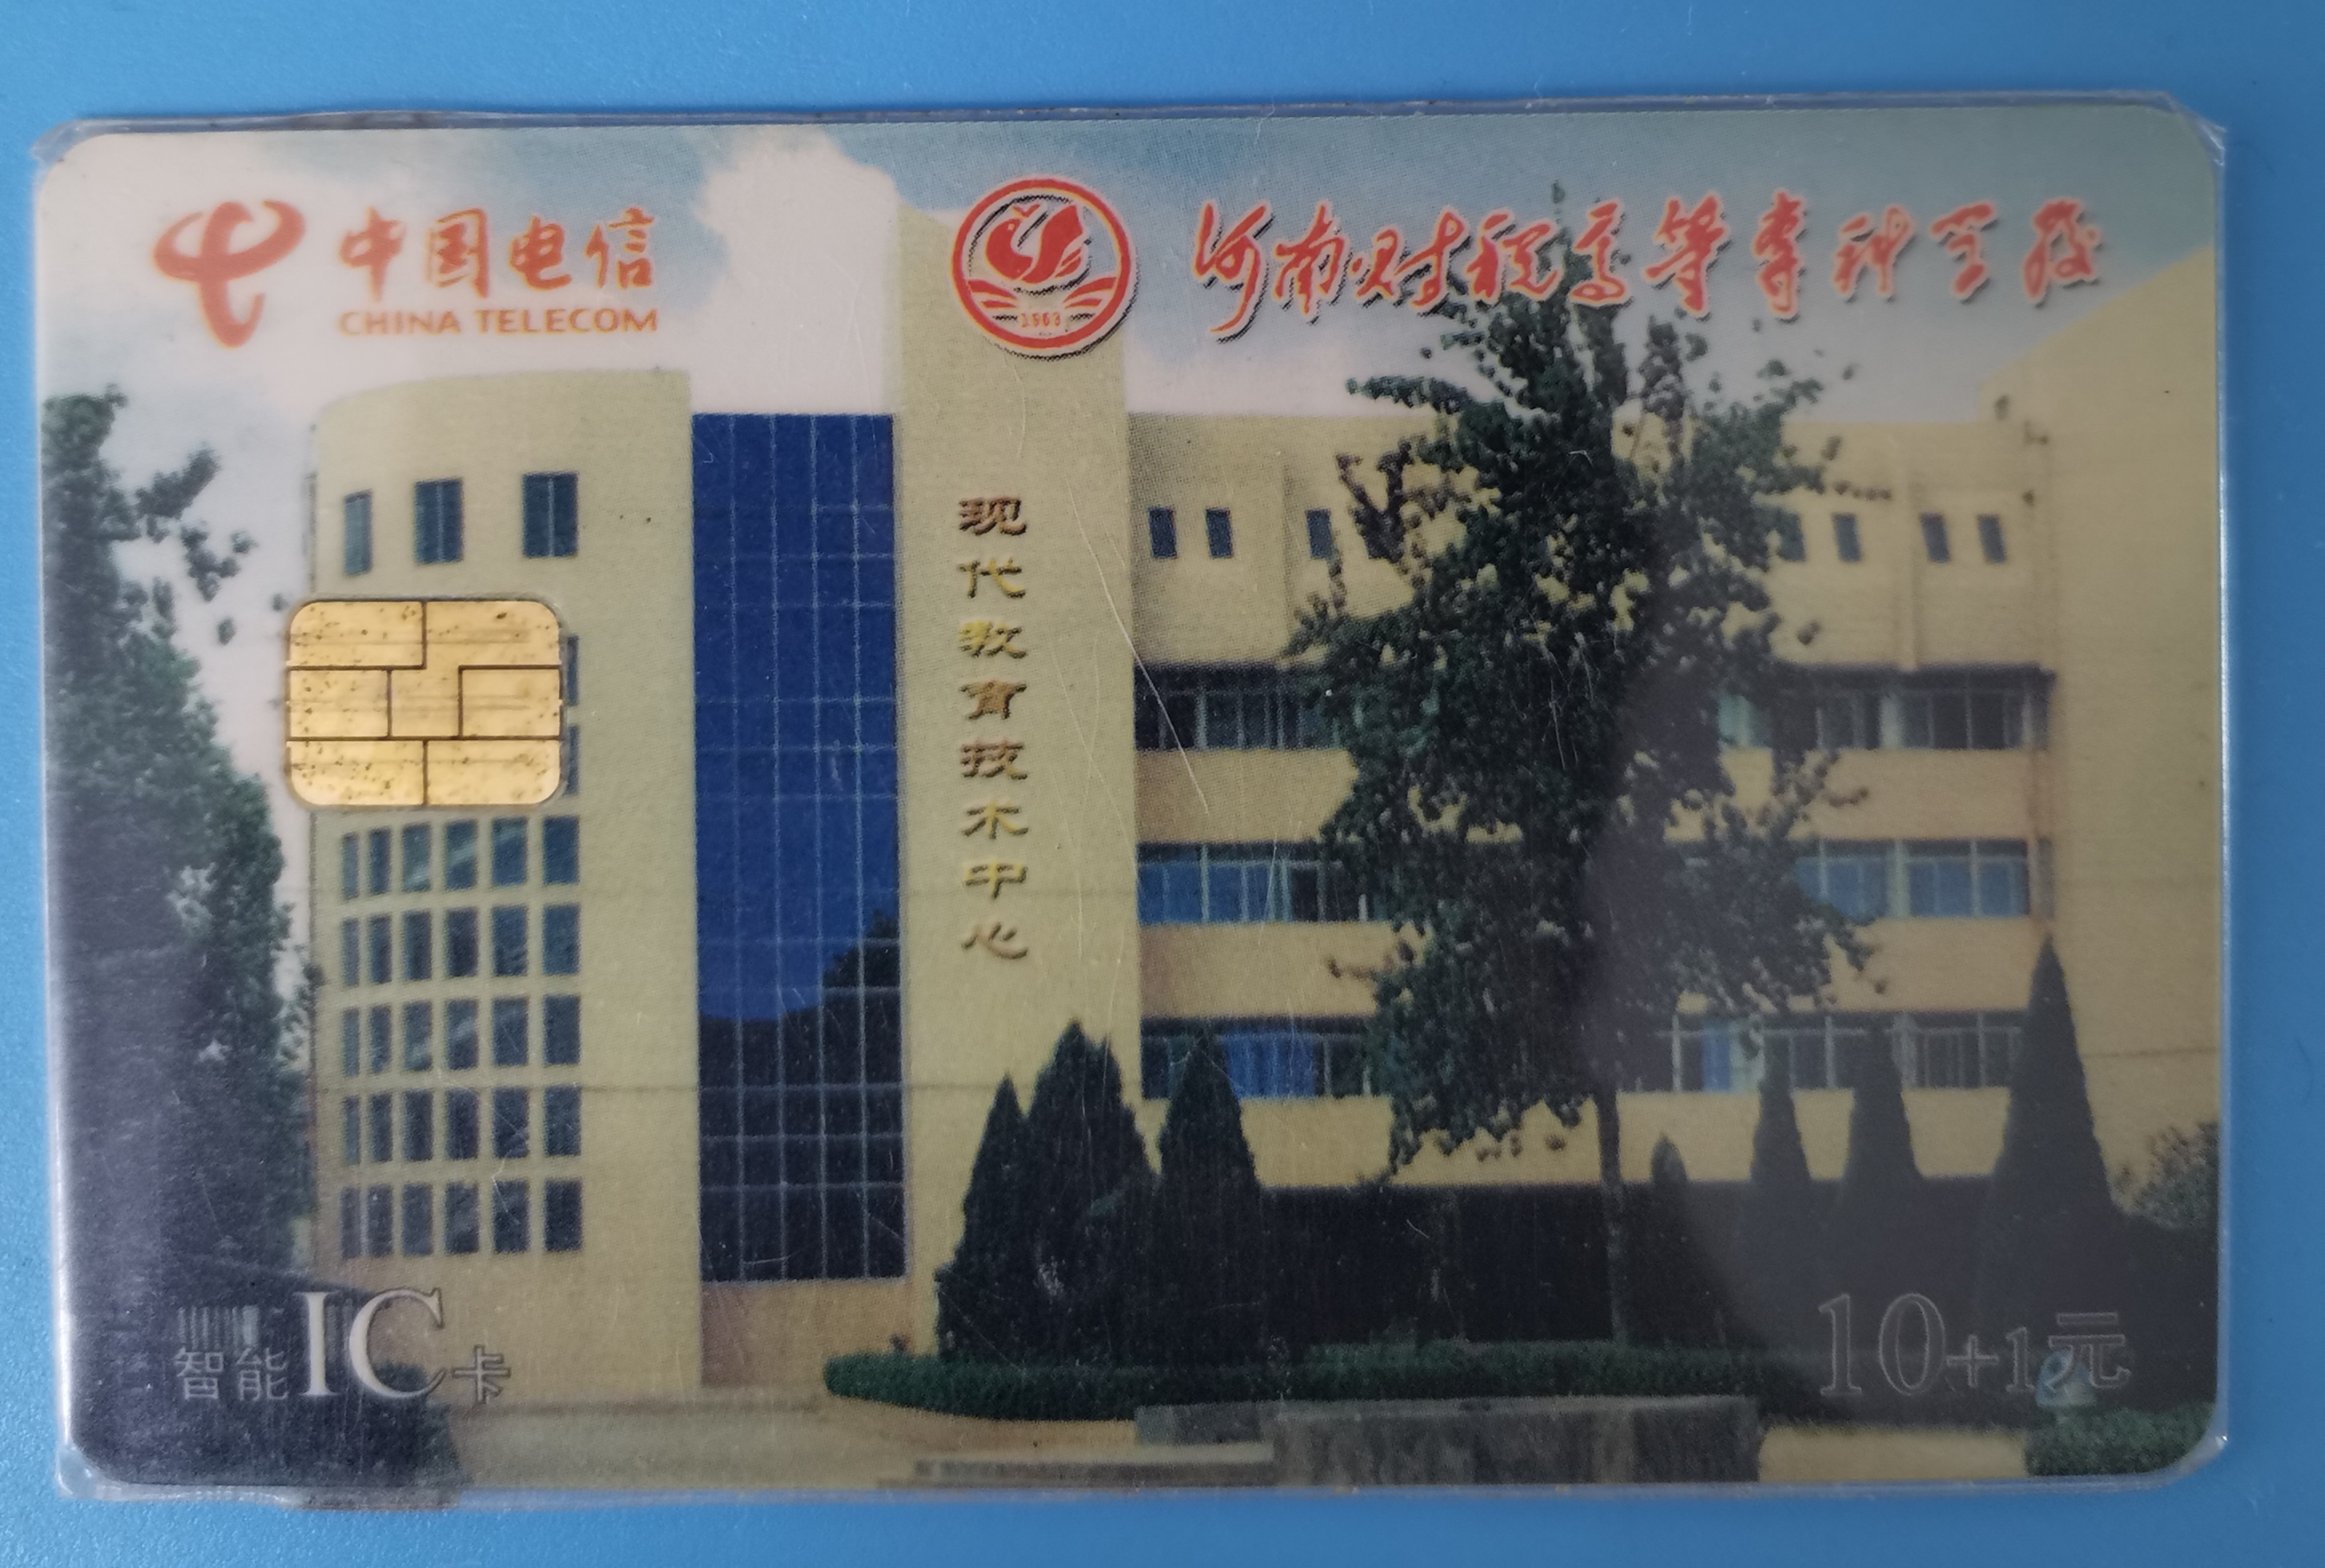 中国电信
CHINA TELECOM
1983
河南财税高等专科学校
现代教育技术中心
智能IC卡
10+1元